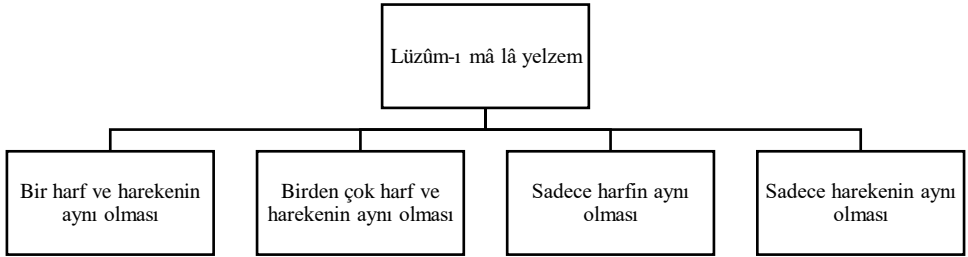 Lüzûm-ı mâ lâ yelzem
Bir harf ve harekenin
aynı olması
Birden çok harf ve
harekenin aynı olması
Sadece harfin aynı
olması
Sadece harekenin aynı
olması